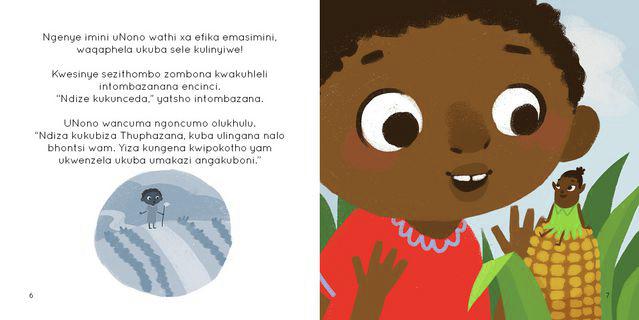 Ngenye imini uNono wathi xa efika emasimini,
waqaphela ukuba sele kulinyiwe!
Kwesinye sezithombo zombona kwakuhleli
intombazanana encinci.
“Ndize kukunceda,” yatsho intombazana.
UNono wancuma ngoncumo olukhulu.
“Ndiza kukubiza Thuphazana, kuba ulingana nalo
bhontsi wam. Yiza kungena kwipokotho yam
ukwenzela ukuba umakazi angakuboni.”
6
7